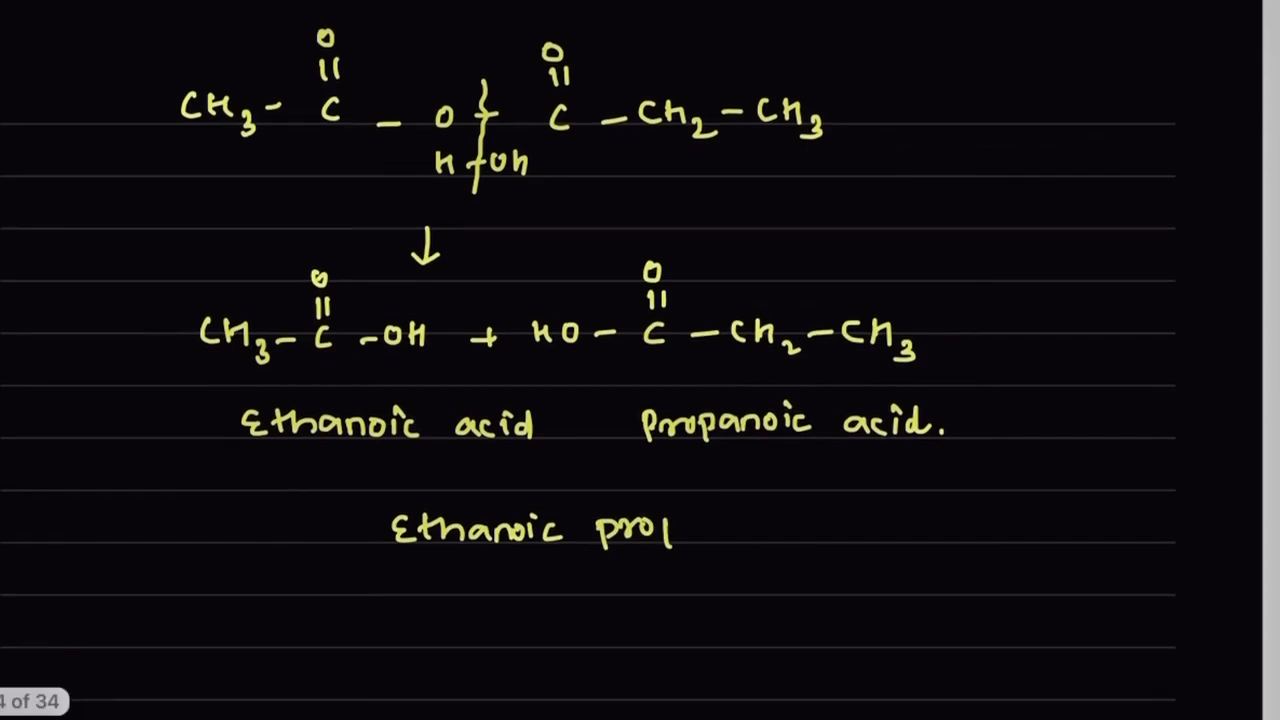 O O
|| ||
CH3 - C - O - C - CH2 - CH3
H - OH
↓
O O
|| ||
CH3 - C - OH + HO - C - CH2 - CH3
Ethanoic acid Propanoic acid.
Ethanoic prop
4 of 34